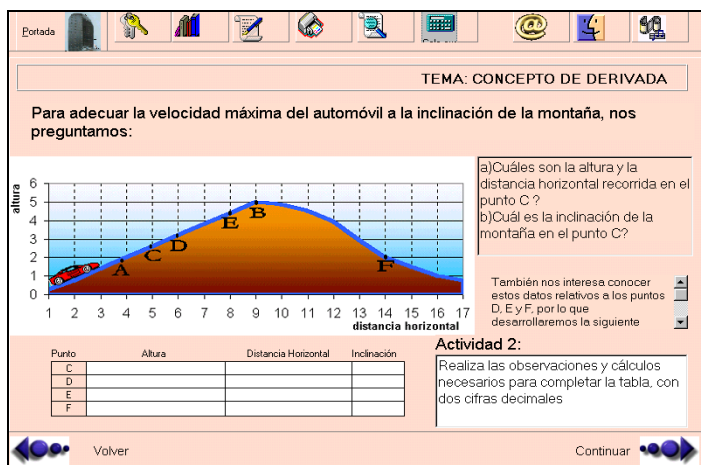 Portada
TEMA: CONCEPTO DE DERIVADA
Para adecuar la velocidad máxima del automóvil a la inclinación de la montaña, nos
preguntamos:
altura
6
5
4
3
2
1
0
A
C
D
E
B
F
1 2 3 4 5 6 7 8 9 10 11 12 13 14 15 16 17
distancia horizontal
a)Cuáles son la altura y la
distancia horizontal recorrida en el
punto C ?
b)Cuál es la inclinación de la
montaña en el punto C?
También nos interesa conocer
estos datos relativos a los puntos
D, E y F, por lo que
desarrolaremos la siguiente
Punto Altura Distancia Horizontal Inclinación
C
D
E
F
Actividad 2:
Realiza las observaciones y cálculos
necesarios para completar la tabla, con
dos cifras decimales
Volver
Continuar